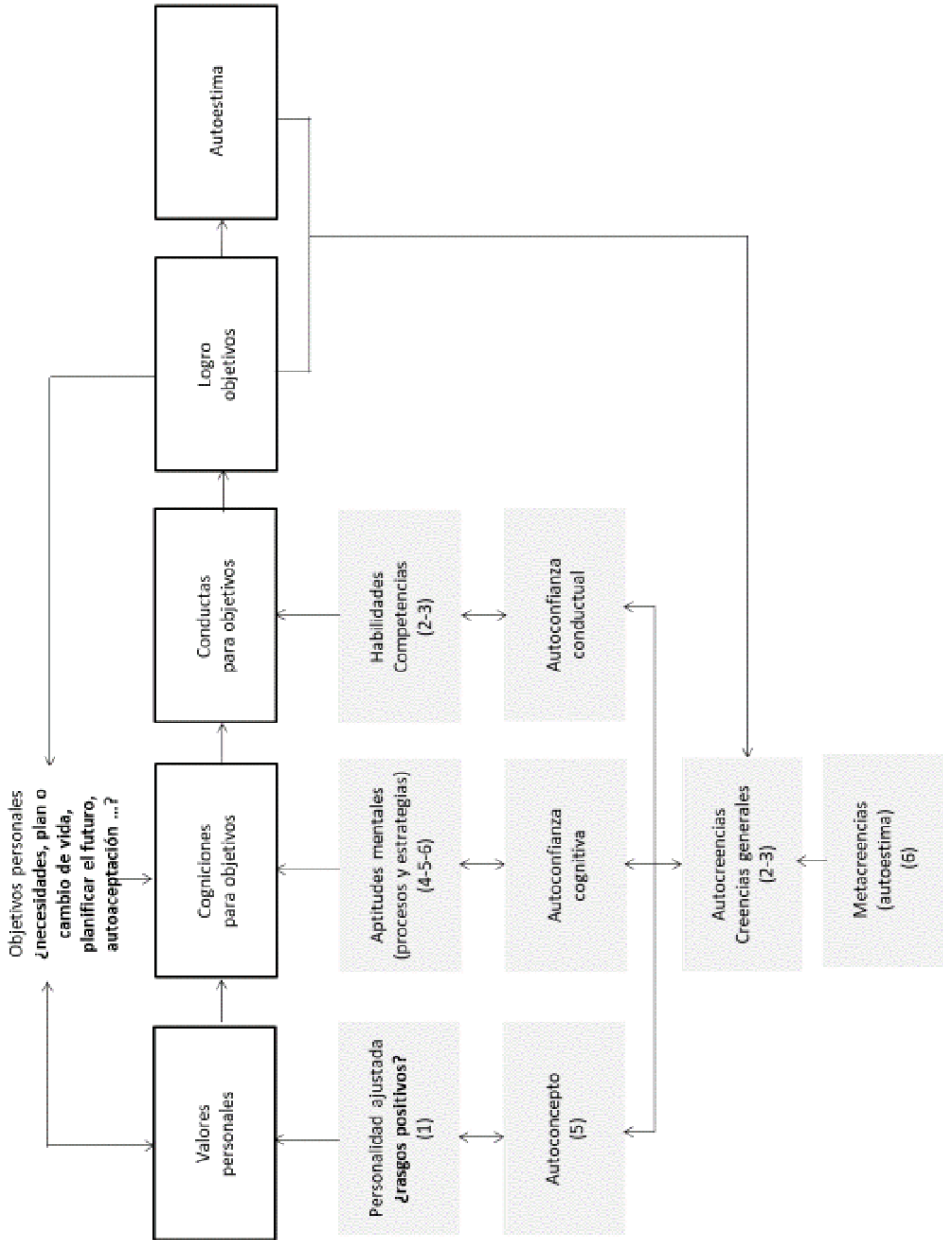 Objetivos personales
¿necesidades, plan o
cambio de vida,
planificar el futuro,
autoaceptación ...?
Valores
personales
Cogniciones
para objetivos
Conductas
para objetivos
Logro
objetivos
Autoestima
Personalidad ajustada
¿rasgos positivos?
(1)
Aptitudes mentales
(procesos y estrategias)
(4-5-6)
Habilidades
Competencias
(2-3)
Autoconcepto
(5)
Autoconfianza
cognitiva
Autoconfianza
conductual
Autocreencias
Creencias generales
(2-3)
Metacreencias
(autoestima)
(6)